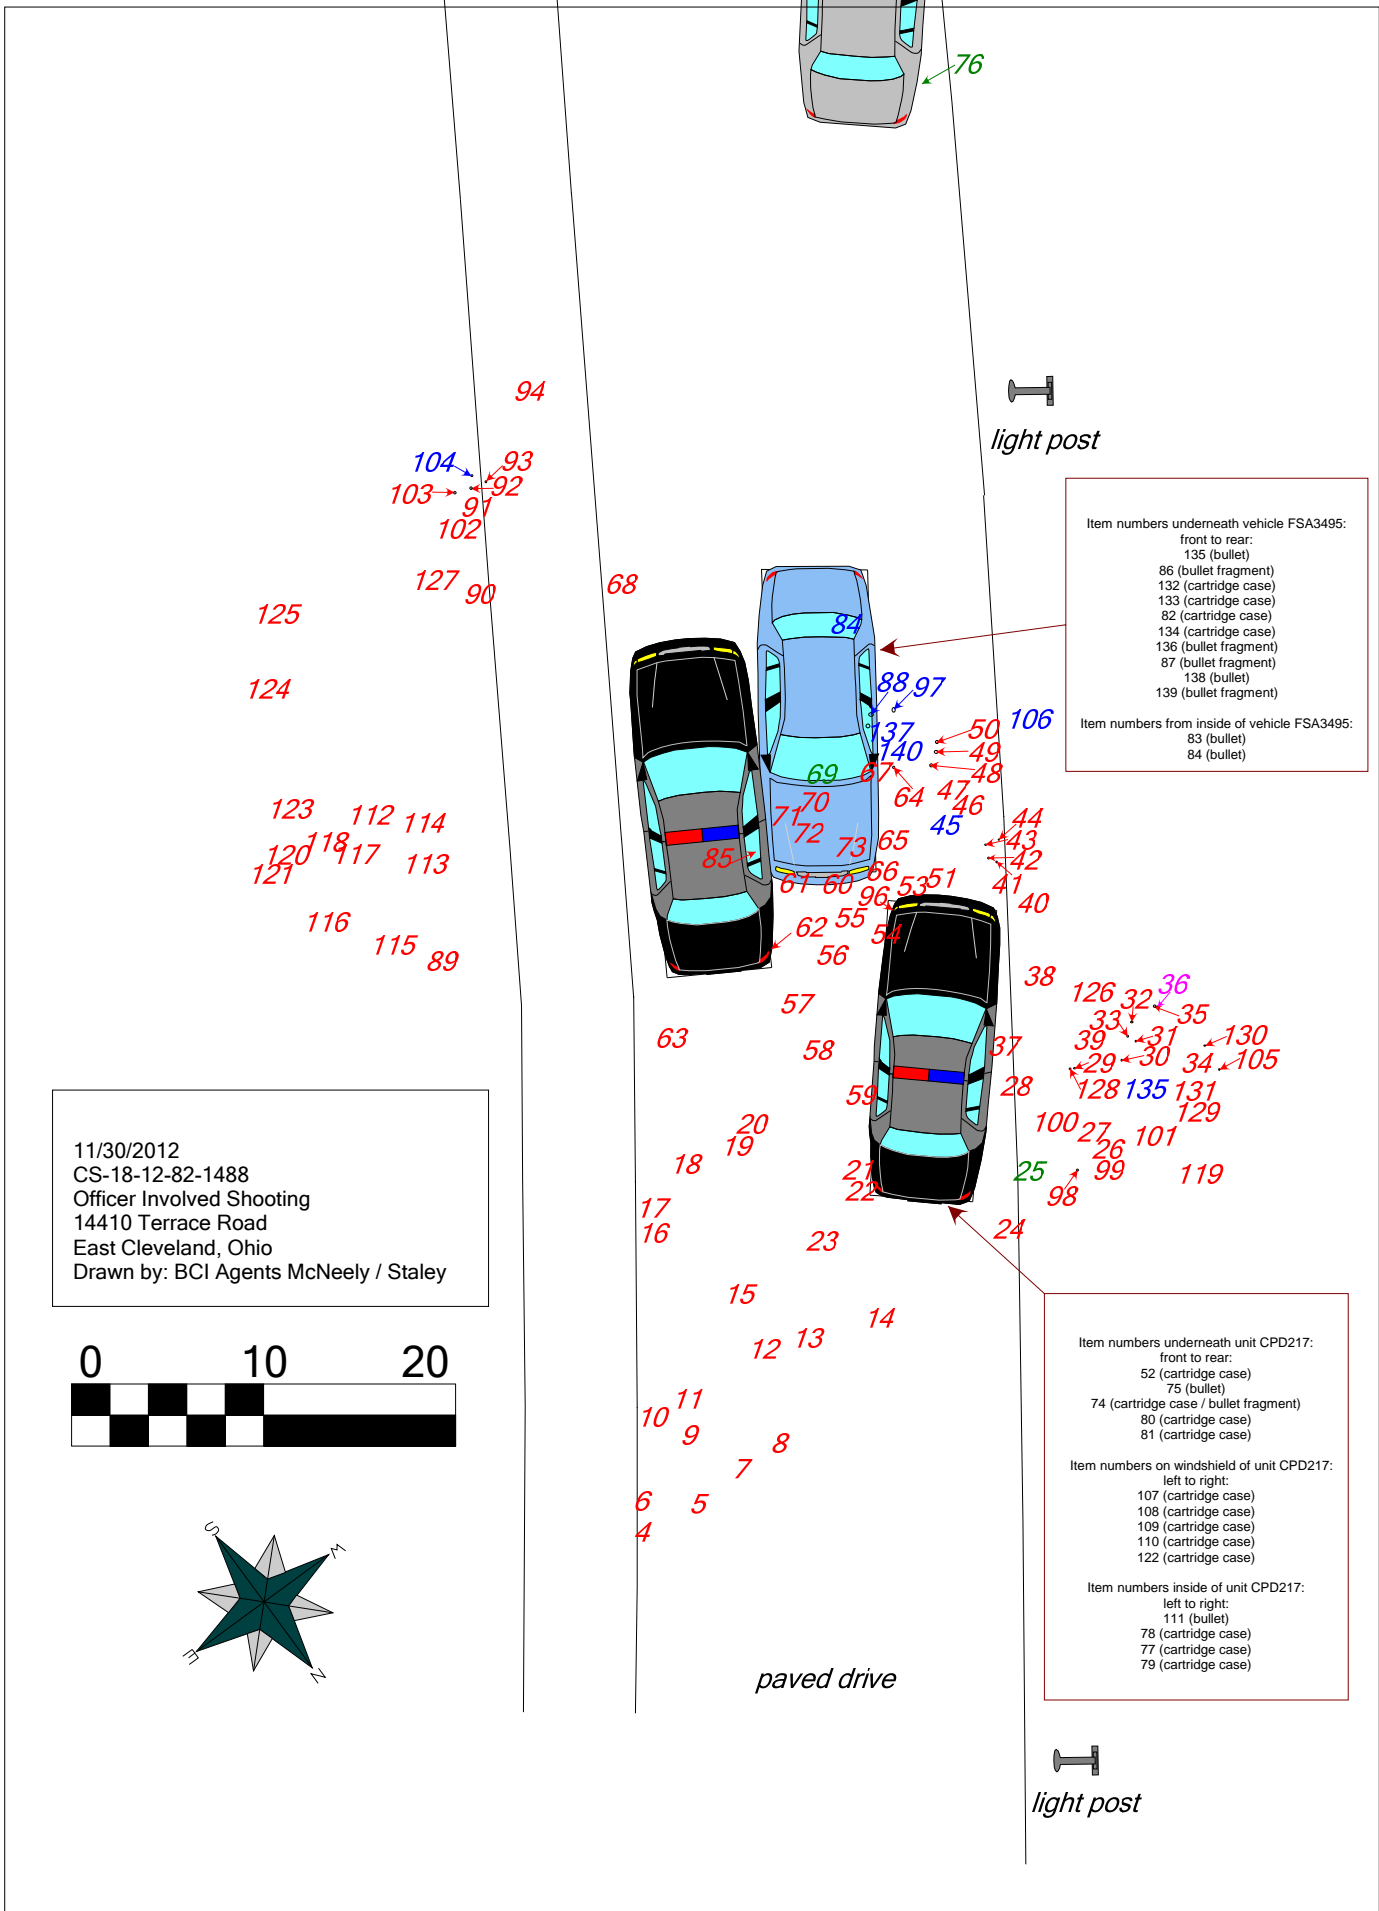 76
94
light post
104
93
103
92
91
102
127
90
68
125
124
84
88
97
106
137
50
140
49
69
67
48
64
47
70
46
71
45
72
44
73
65
43
85
42
66
41
61
60
53
51
96
40
123
112
114
118
120
117
113
121
116
115
89
62
55
54
56
38
57
126
36
32
35
33
63
58
39
31
130
37
30
34
105
29
59
28
128
135
131
129
20
100
27
101
19
26
18
21
25
99
119
22
98
17
16
23
24
15
14
13
12
11
10
9
8
7
6
5
4
Item numbers underneath vehicle FSA3495:
front to rear:
135 (bullet)
86 (bullet fragment)
132 (cartridge case)
133 (cartridge case)
82 (cartridge case)
134 (cartridge case)
136 (bullet fragment)
87 (bullet fragment)
138 (bullet)
139 (bullet fragment)
Item numbers from inside of vehicle FSA3495:
83 (bullet)
84 (bullet)
11/30/2012
CS-18-12-82-1488
Officer Involved Shooting
14410 Terrace Road
East Cleveland, Ohio
Drawn by: BCI Agents McNeely / Staley
0 10 20
S
W
E
N
Item numbers underneath unit CPD217:
front to rear:
52 (cartridge case)
75 (bullet)
74 (cartridge case / bullet fragment)
80 (cartridge case)
81 (cartridge case)
Item numbers on windshield of unit CPD217:
left to right:
107 (cartridge case)
108 (cartridge case)
109 (cartridge case)
110 (cartridge case)
122 (cartridge case)
Item numbers inside of unit CPD217:
left to right:
111 (bullet)
78 (cartridge case)
77 (cartridge case)
79 (cartridge case)
paved drive
light post